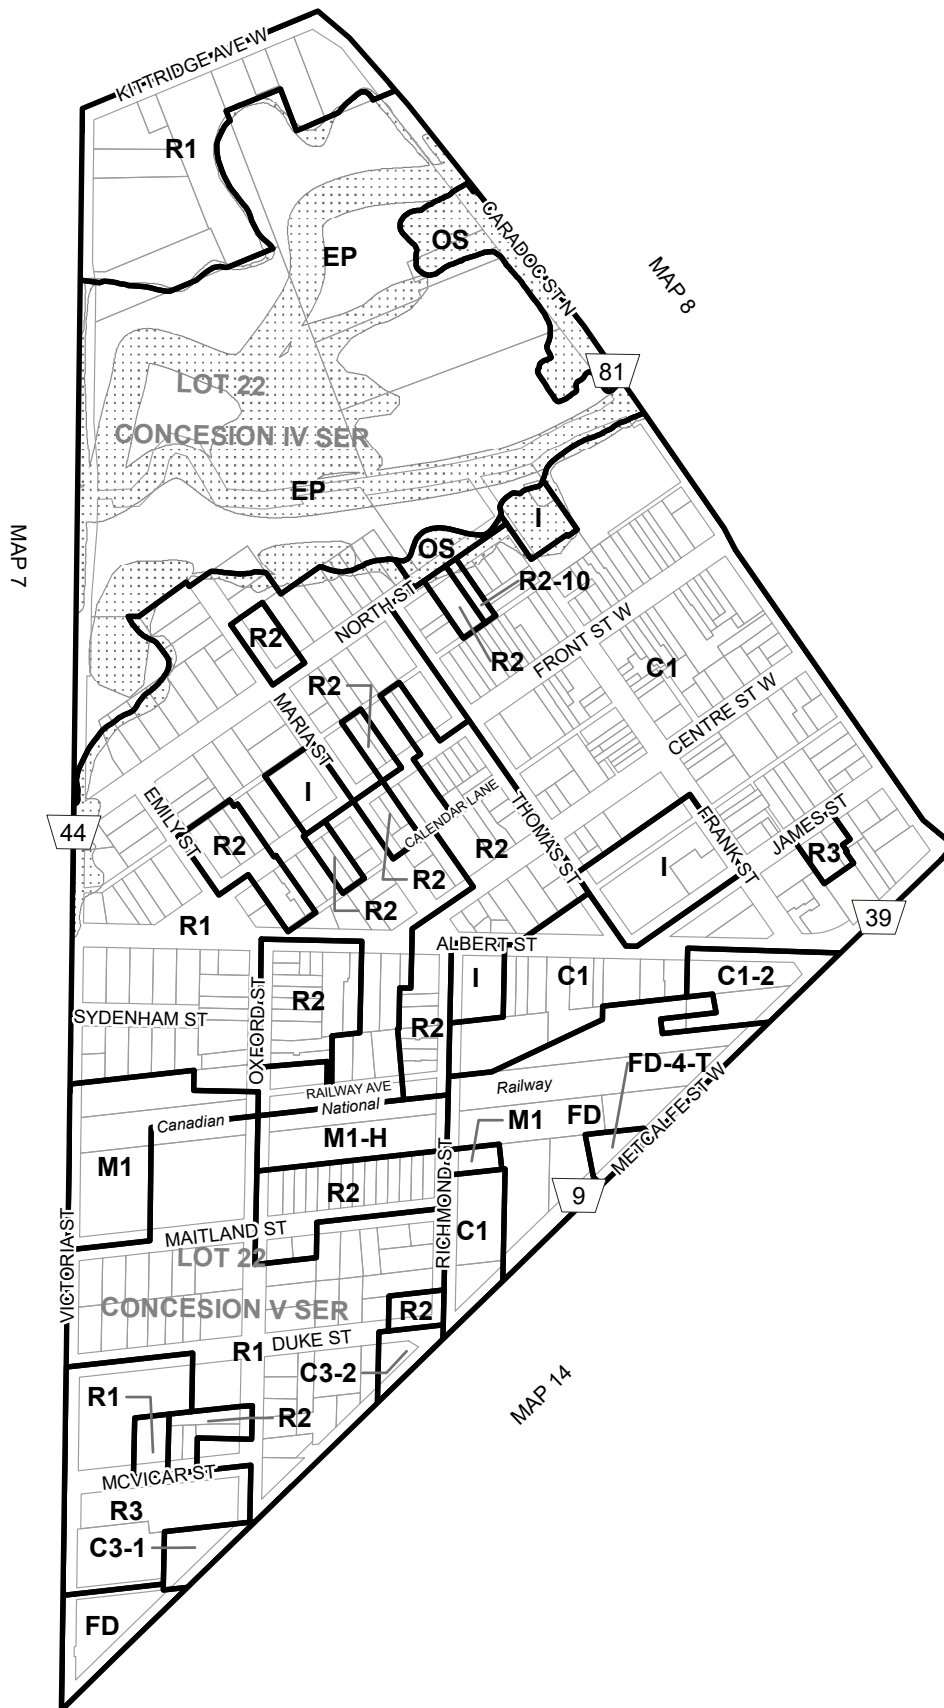 KITTRIDGE AVE W
R1
CARADOC ST N
OS
EP
MAP 8
81
LOT 22
CONCESION IV SER
EP
I
MAP 7
OS
R2-10
NORTH ST
R2
R2
FRONT ST W
C1
R2
MARIA ST
CENTRE ST W
I
EMILY ST
CALENDAR LANE
THOMAS ST
FRANK ST
JAMES ST
44
R2
R2
I
R3
R2
R2
R1
39
ALBERT ST
I
C1
C1-2
OXFORD ST
R2
SYDENHAM ST
R2
FD-4-T
RAILWAY AVE
Railway
National
Canadian
M1
FD
METCALFE ST W
M1-H
M1
R2
9
RICHMOND ST
VICTORIA ST
MAITLAND ST
C1
LOT 22
CONCESION V SER
R2
DUKE ST
R1
C3-2
MAP 14
R1
R2
MCVICAR ST
R3
C3-1
FD